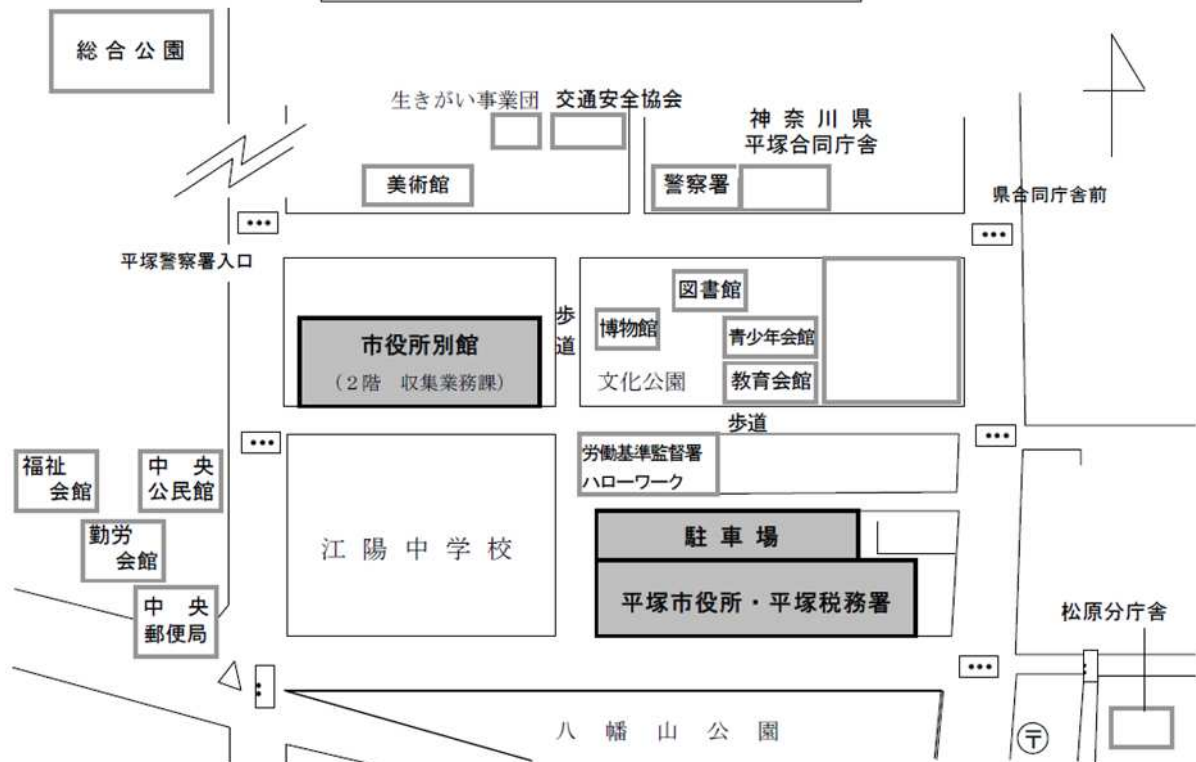 総合公園
生きがい事業団
交通安全協会
神奈川県
平塚合同庁舎
美術館
警察署
県合同庁舎前
平塚警察署入口
図書館
歩道
博物館
青少年会館
市役所別館
(2階 収集業務課)
文化公園
教育会館
歩道
福祉
会館
中央
公民館
労働基準監督署
ハローワーク
勤労
会館
江陽中学校
駐車場
中央
郵便局
平塚市役所・平塚税務署
松原分庁舎
八幡山公園
〒